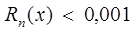 Rn(x) < 0,001